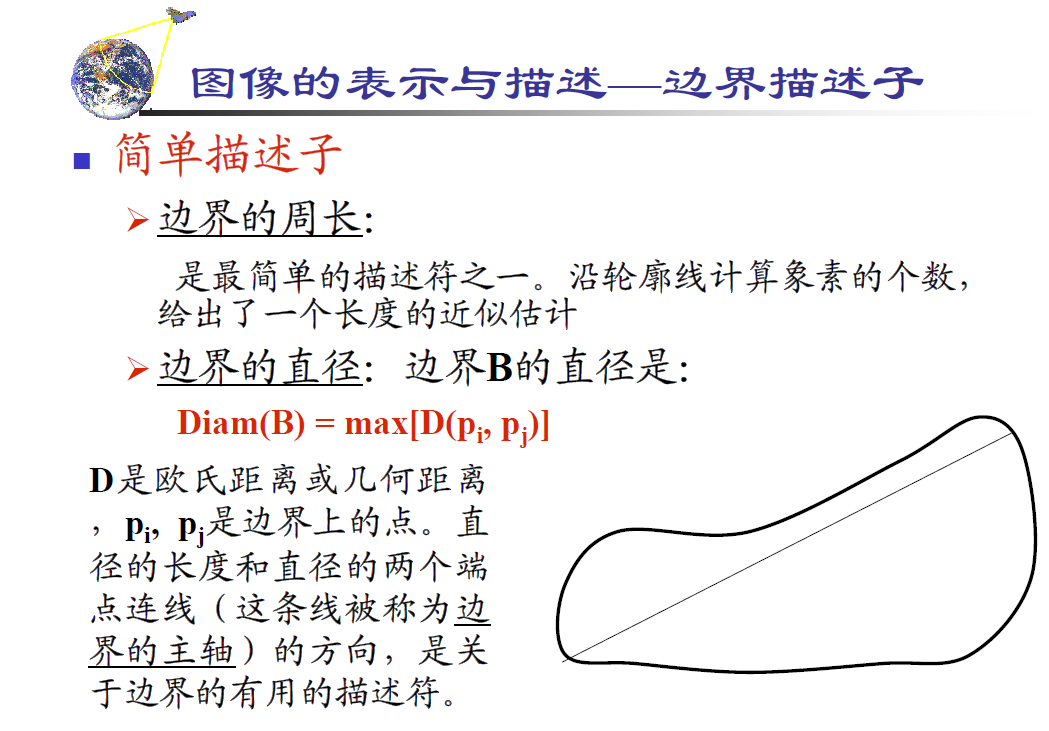 图像的表示与描述—边界描述子
简单描述子
边界的周长:
是最简单的描述符之一。沿轮廓线计算象素的个数，
给出了一个长度的近似估计
边界的直径: 边界B的直径是:
Diam(B) = max[D(pi, pj)]
D是欧氏距离或几何距离
，pi, pj是边界上的点。直
径的长度和直径的两个端
点连线（这条线被称为边
界的主轴）的方向，是关
于边界的有用的描述符。